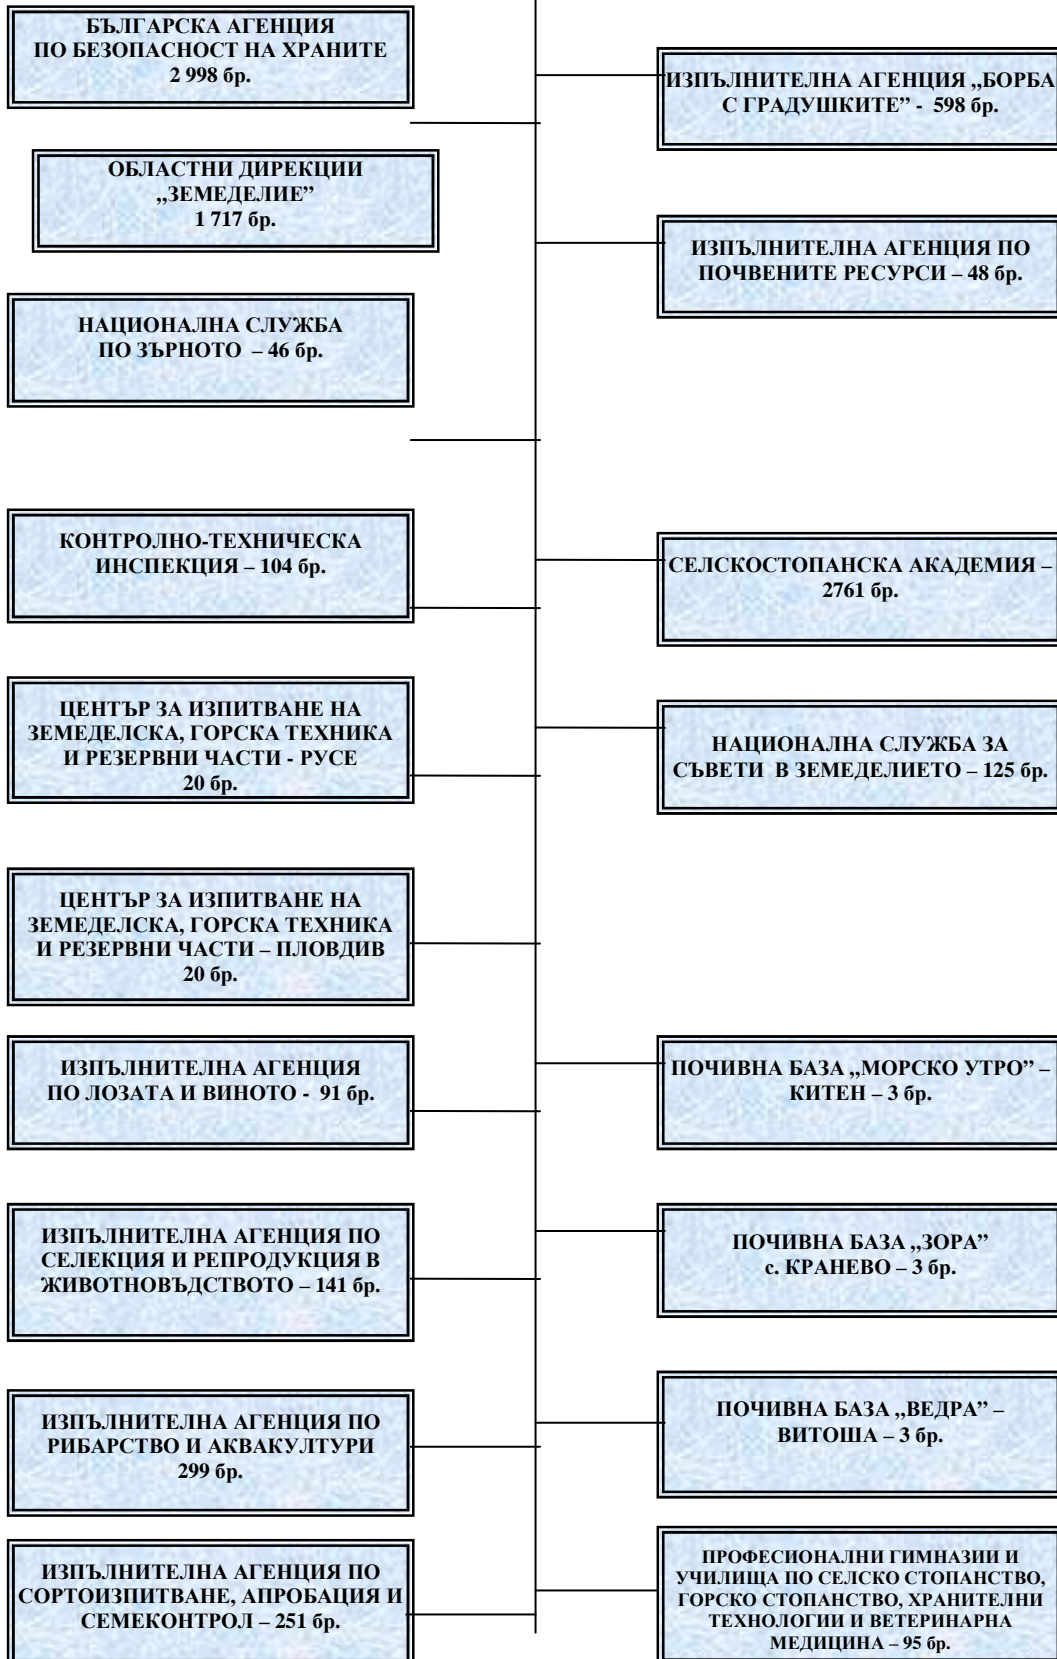 БЪЛГАРСКА АГЕНЦИЯ
ПО БЕЗОПАСНОСТ НА ХРАНИТЕ
2 998 бр.
ОБЛАСТНИ ДИРЕКЦИИ
„ЗЕМЕДЕЛИЕ”
1 717 бр.
НАЦИОНАЛНА СЛУЖБА
ПО ЗЪРНОТО – 46 бр.
КОНТРОЛНО-ТЕХНИЧЕСКА
ИНСПЕКЦИЯ – 104 бр.
ЦЕНТЪР ЗА ИЗПИТВАНЕ НА
ЗЕМЕДЕЛСКА, ГОРСКА ТЕХНИКА
И РЕЗЕРВНИ ЧАСТИ - РУСЕ
20 бр.
ЦЕНТЪР ЗА ИЗПИТВАНЕ НА
ЗЕМЕДЕЛСКА, ГОРСКА ТЕХНИКА
И РЕЗЕРВНИ ЧАСТИ – ПЛОВДИВ
20 бр.
ИЗПЪЛНИТЕЛНА АГЕНЦИЯ
ПО ЛОЗАТА И ВИНОТО - 91 бр.
ИЗПЪЛНИТЕЛНА АГЕНЦИЯ ПО
СЕЛЕКЦИЯ И РЕПРОДУКЦИЯ В
ЖИВОТНОВЪДСТВОТО – 141 бр.
ИЗПЪЛНИТЕЛНА АГЕНЦИЯ ПО
РИБАРСТВО И АКВАКУЛТУРИ
299 бр.
ИЗПЪЛНИТЕЛНА АГЕНЦИЯ ПО
СОРТОИЗПИТВАНЕ, АПРОБАЦИЯ И
СЕМЕКОНТРОЛ – 251 бр.
ИЗПЪЛНИТЕЛНА АГЕНЦИЯ „БОРБА
С ГРАДУШКИТЕ” - 598 бр.
ИЗПЪЛНИТЕЛНА АГЕНЦИЯ ПО
ПОЧВЕНИТЕ РЕСУРСИ – 48 бр.
СЕЛСКОСТОПАНСКА АКАДЕМИЯ –
2761 бр.
НАЦИОНАЛНА СЛУЖБА ЗА
СЪВЕТИ В ЗЕМЕДЕЛИЕТО – 125 бр.
ПОЧИВНА БАЗА „МОРСКО УТРО” –
КИТЕН – 3 бр.
ПОЧИВНА БАЗА „ЗОРА”
с. КРАНЕВО – 3 бр.
ПОЧИВНА БАЗА „ВЕДРА” –
ВИТОША – 3 бр.
ПРОФЕСИОНАЛНИ ГИМНАЗИИ И
УЧИЛИЩА ПО СЕЛСКО СТОПАНСТВО,
ГОРСКО СТОПАНСТВО, ХРАНИТЕЛНИ
ТЕХНОЛОГИИ И ВЕТЕРИНАРНА
МЕДИЦИНА – 95 бр.